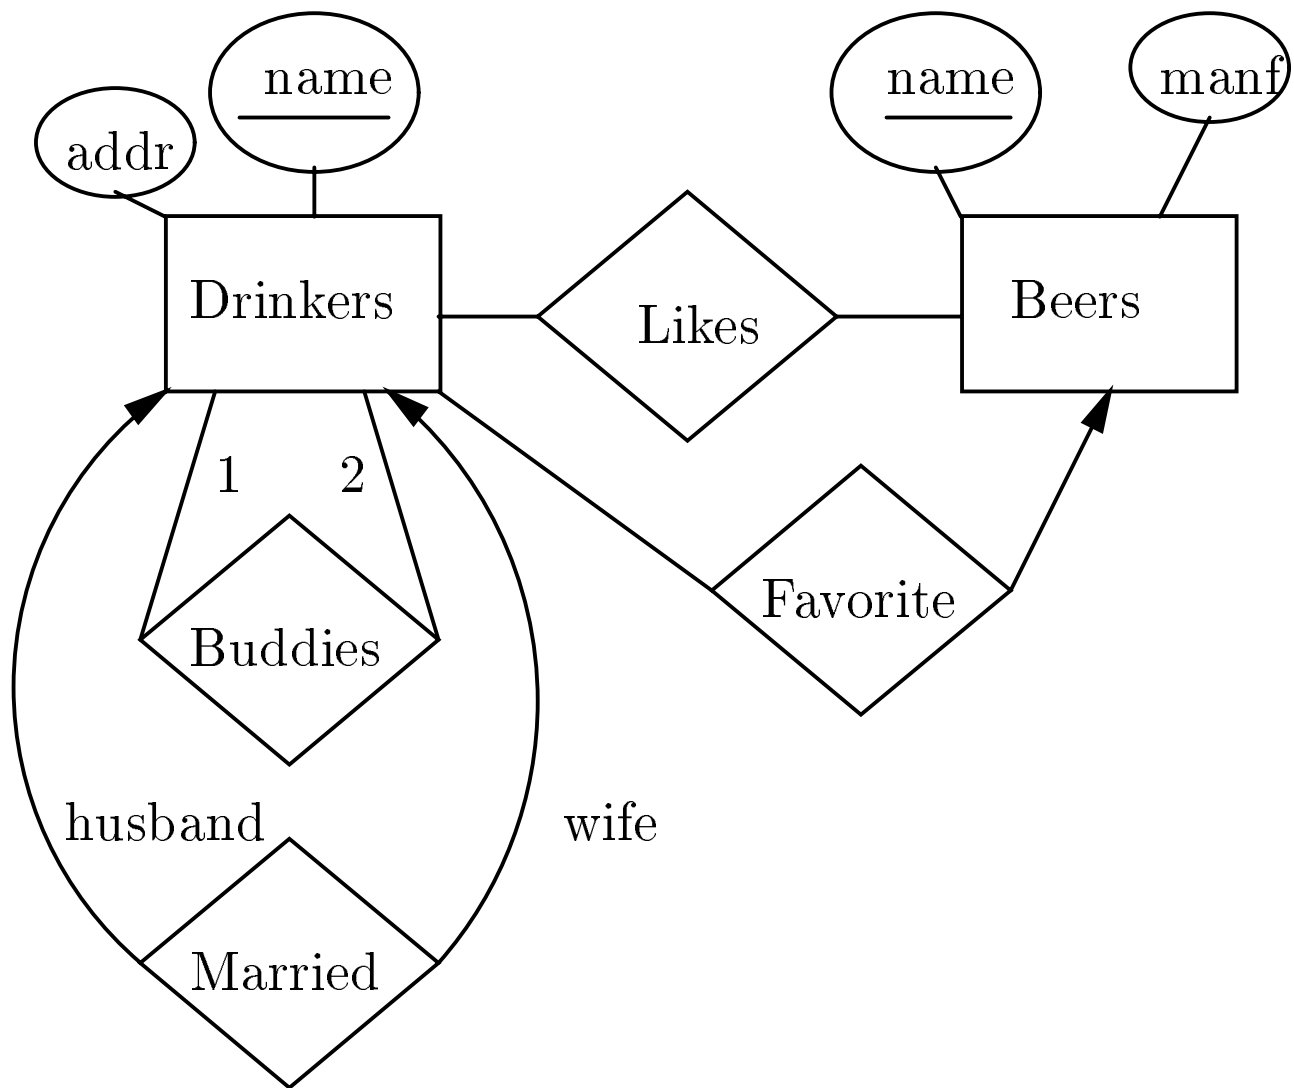 name
name
manf
addr
Drinkers
Beers
Likes
1
2
Favorite
Buddies
husband
wife
Married